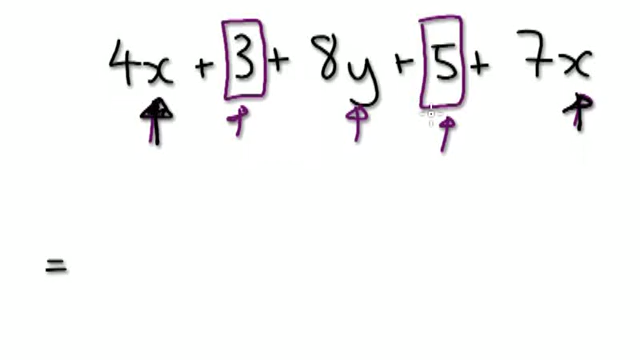 4x + 3 + 8y + 5 + 7x
=